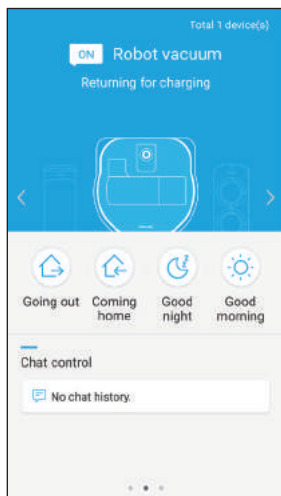 Total 1 device(s)
ON Robot vacuum
Returning for charging
Going out
Coming home
Good night
Good morning
Chat control
No chat history.